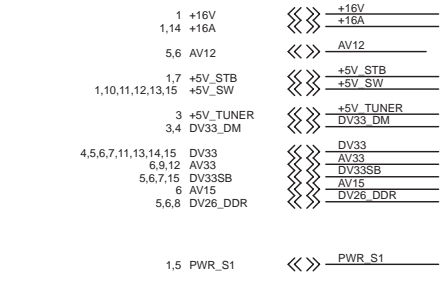 1 +16V +16V
1,14 +16A +16A
5,6 AV12 AV12
1,7 +5V_STB +5V_STB
1,10,11,12,13,15 +5V_SW +5V_SW
3 +5V_TUNER +5V_TUNER
3,4 DV33_DM DV33_DM
4,5,6,7,11,13,14,15 DV33 DV33
6,9,12 AV33 AV33
5,6,7,15 DV33SB DV33SB
6 AV15 AV15
5,6,8 DV26_DDR DV26_DDR
1,5 PWR_S1 PWR_S1